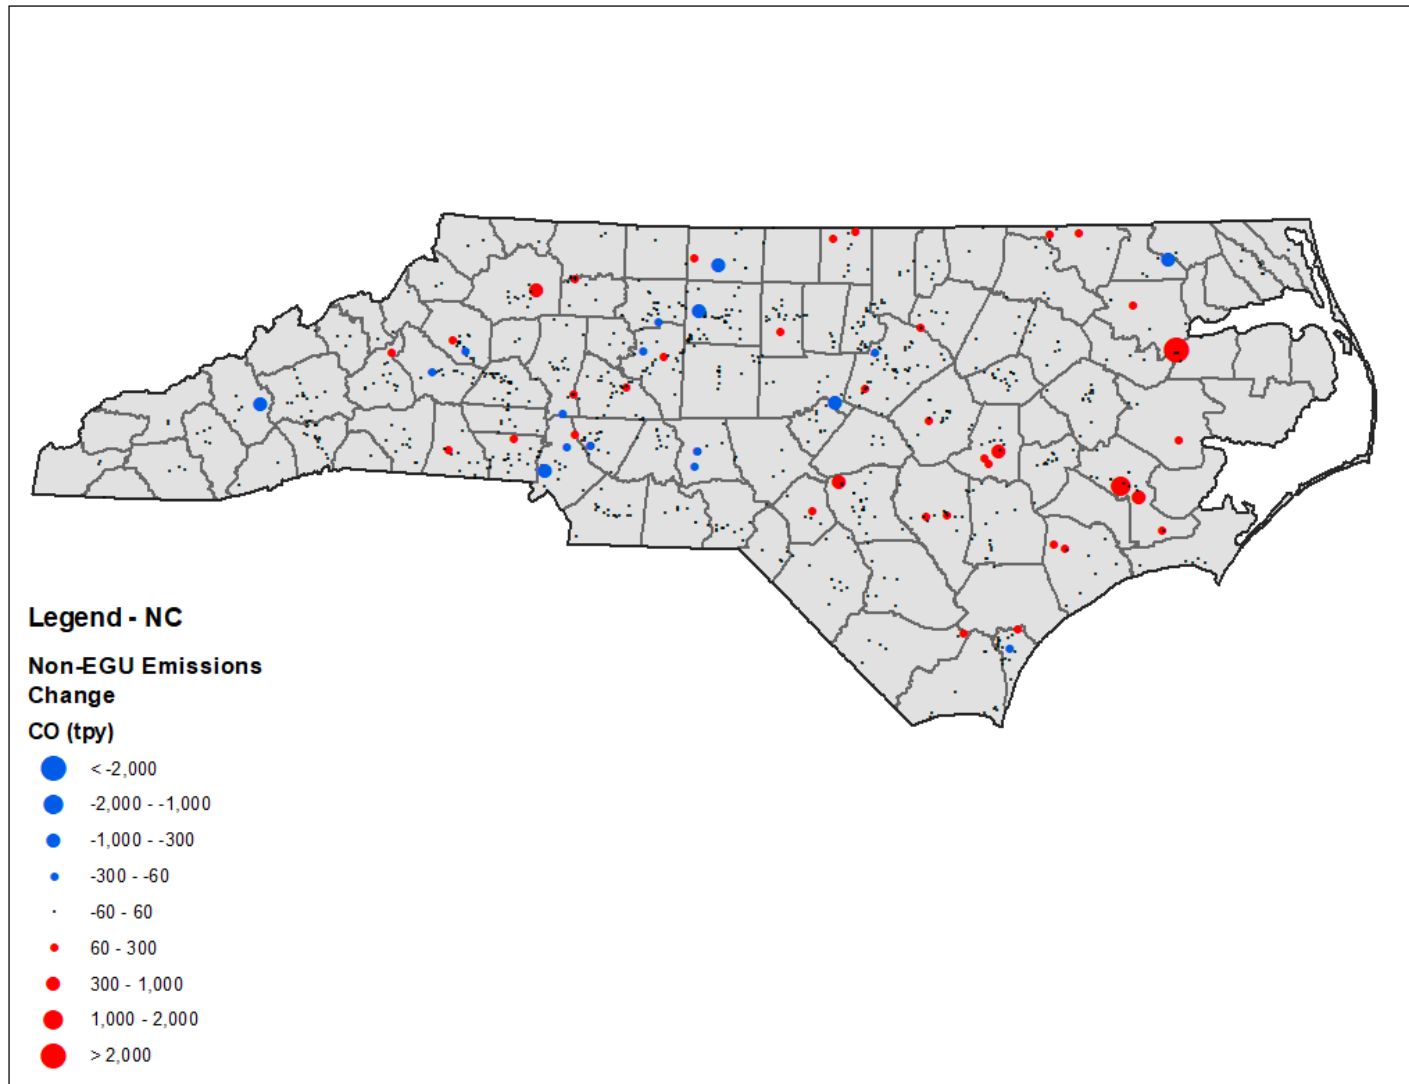 Legend - NC
Non-EGU Emissions
Change
CO (tpy)
< -2,000
-2,000 - -1,000
-1,000 - -300
-300 - -60
-60 - 60
60 - 300
300 - 1,000
1,000 - 2,000
> 2,000